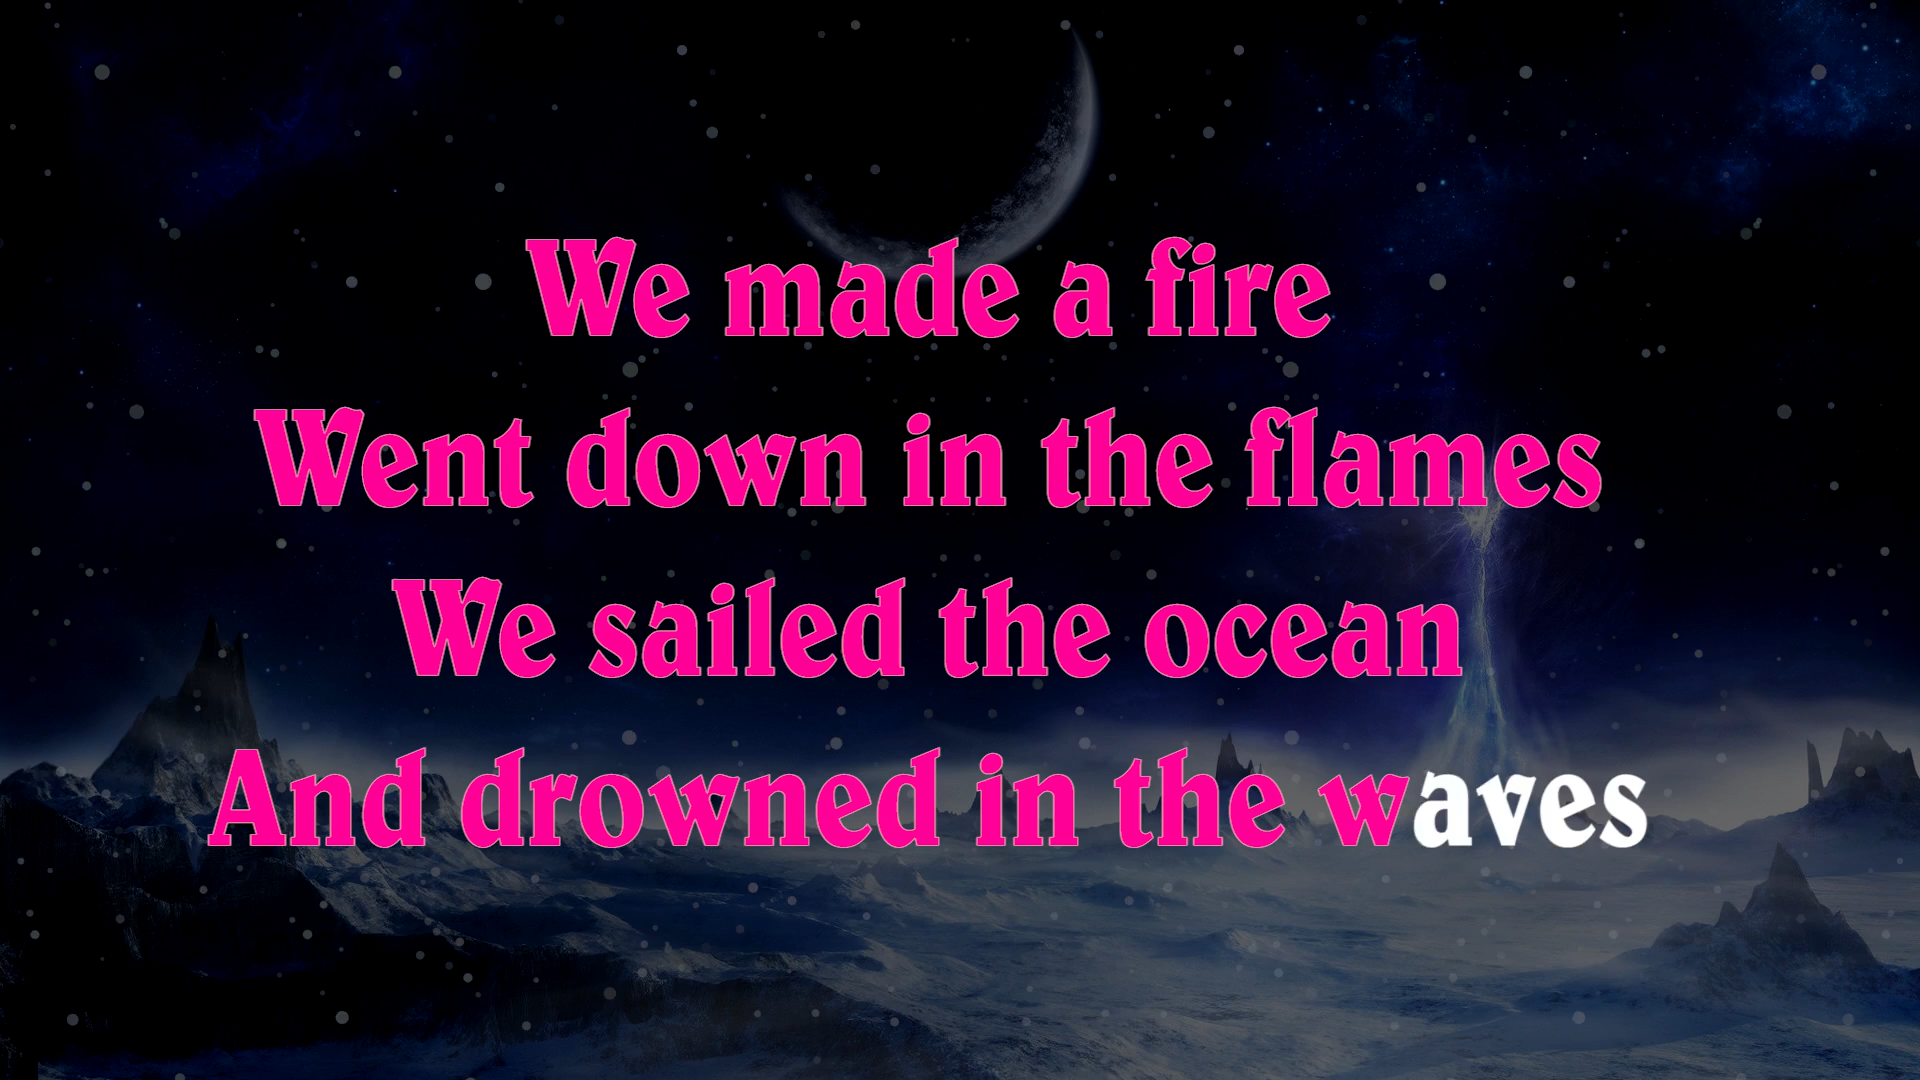 We made a fire
Went down in the flames
We sailed the ocean
And drowned in the waves